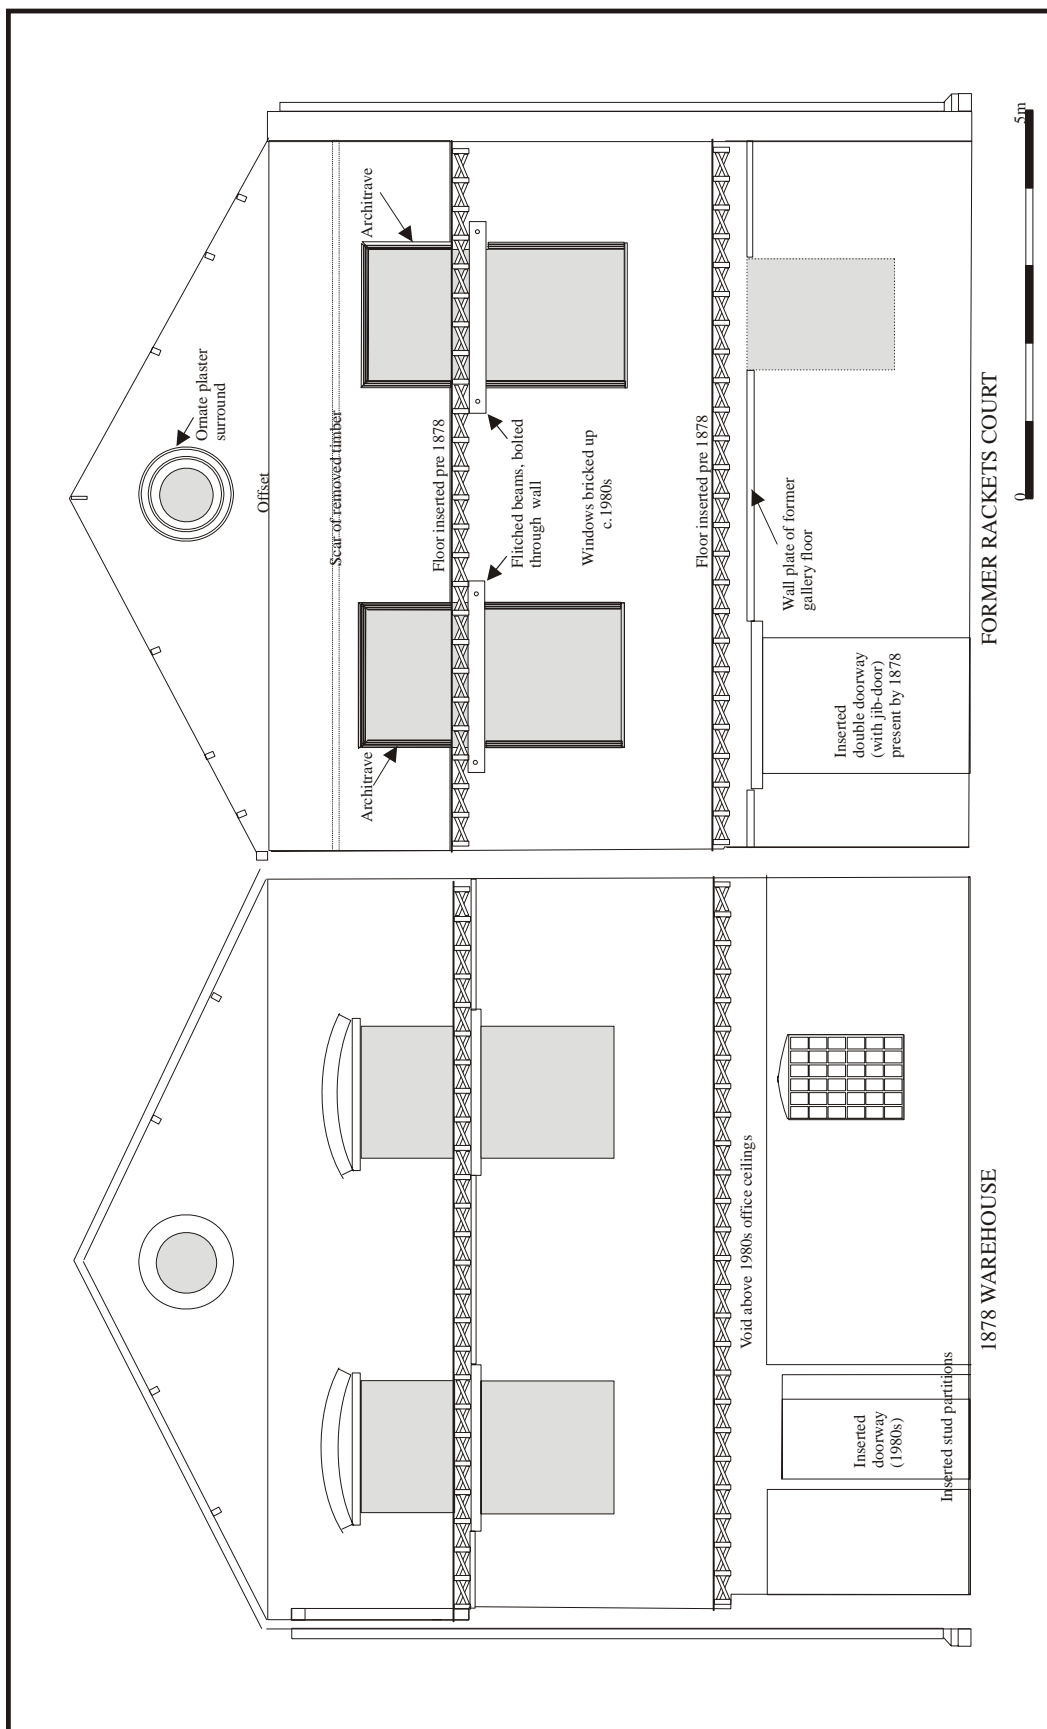 Ornate plaster
surround
Offset
Scar of removed timber
Architrave
Architrave
Floor inserted pre 1878
Flitched beams, bolted
through wall
Windows bricked up
c.1980s
Floor inserted pre 1878
Wall plate of former
gallery floor
Inserted
double doorway
(with jib-door)
present by 1878
FORMER RACKETS COURT
0
5m
Void above 1980s office ceilings
Inserted
doorway
(1980s)
Inserted stud partitions
1878 WAREHOUSE